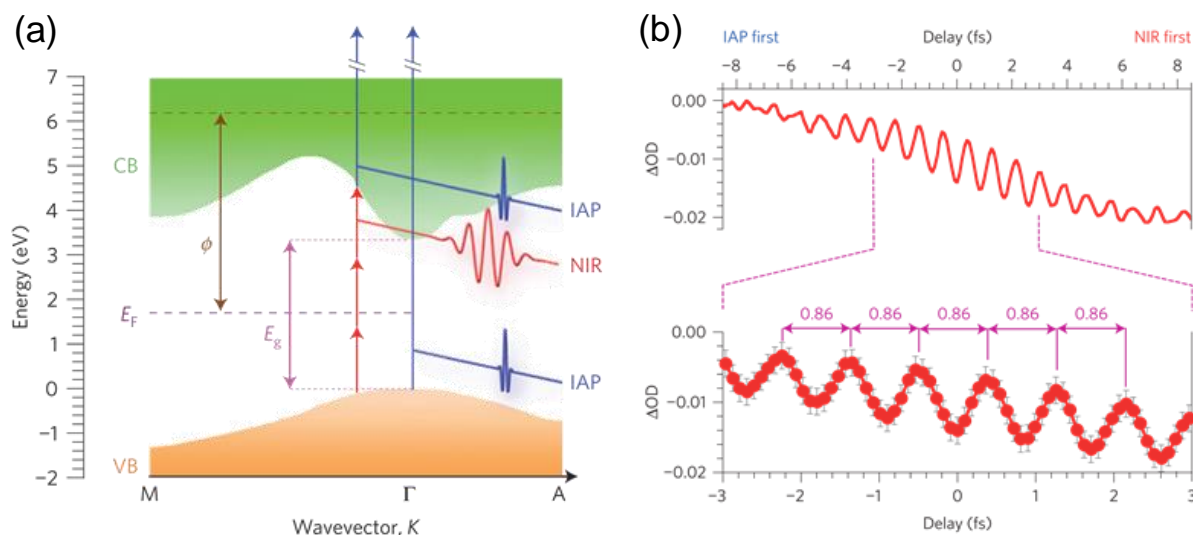 (a)
7
6
5
4
3
2
1
0
−1
−2
Energy (eV)
CB
VB
ϕ
E_F
E_g
IAP
NIR
IAP
M
Γ
A
Wavevector, K
(b)
IAP first
Delay (fs)
NIR first
−8 −6 −4 −2 0 2 4 6 8
0.00
−0.01
−0.02
ΔOD
0.86 0.86 0.86 0.86 0.86
0.00
−0.01
−0.02
ΔOD
−3 −2 −1 0 1 2 3
Delay (fs)